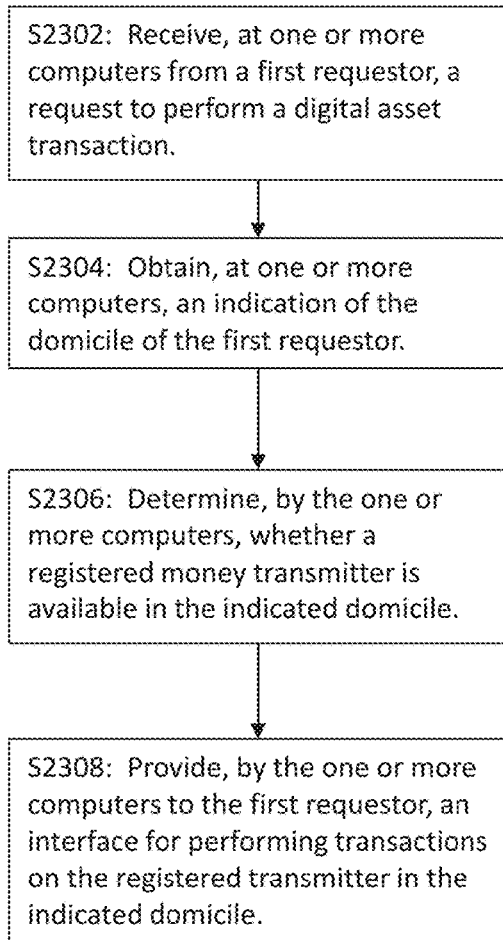 S2302: Receive, at one or more
computers from a first requestor, a
request to perform a digital asset
transaction.
S2304: Obtain, at one or more
computers, an indication of the
domicile of the first requestor.
S2306: Determine, by the one or
more computers, whether a
registered money transmitter is
available in the indicated domicile.
S2308: Provide, by the one or more
computers to the first requestor, an
interface for performing transactions
on the registered transmitter in the
indicated domicile.